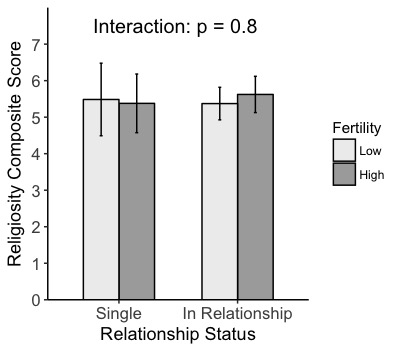 Interaction: p = 0.8
Religiosity Composite Score
7
6
5
4
3
2
1
0
Single
In Relationship
Relationship Status
Fertility
Low
High